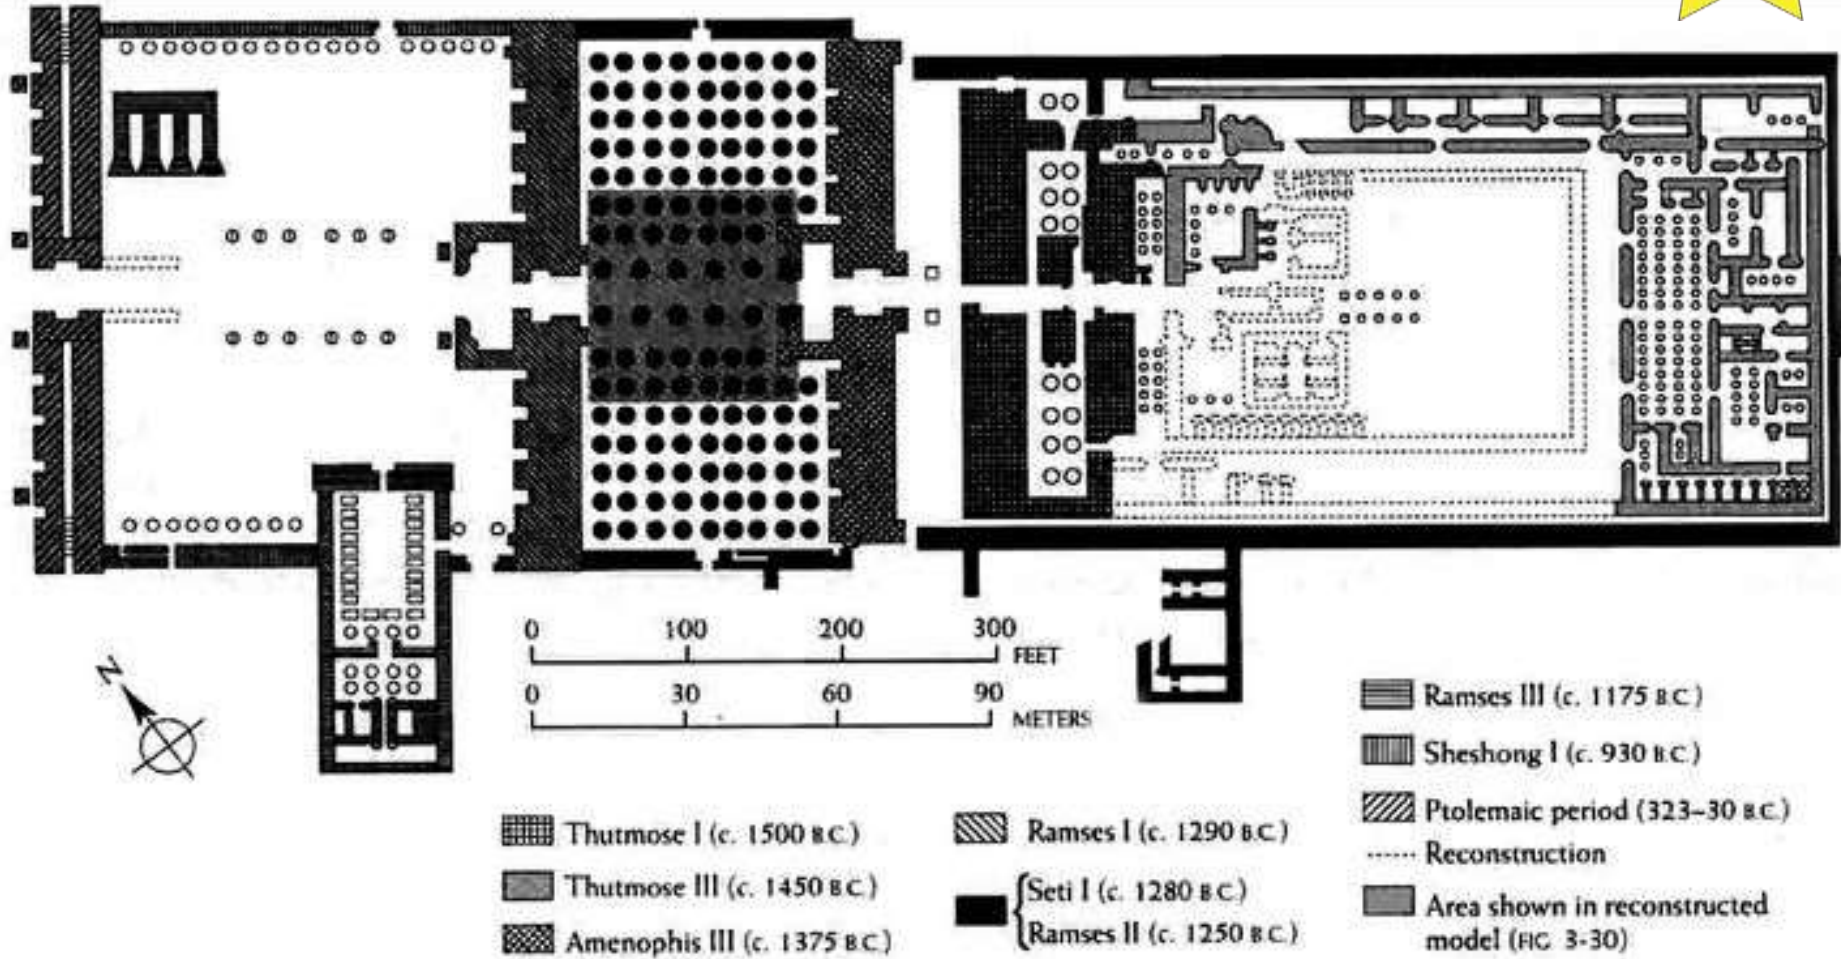 0 100 200 300
FEET
0 30 60 90
METERS
N
Thutmose I (c. 1500 B.C.)
Thutmose III (c. 1450 B.C.)
Amenophis III (c. 1375 B.C.)
Ramses I (c. 1290 B.C.)
Seti I (c. 1280 B.C.)
Ramses II (c. 1250 B.C.)
Ramses III (c. 1175 B.C.)
Sheshong I (c. 930 B.C.)
Ptolemaic period (323–30 B.C.)
Reconstruction
Area shown in reconstructed
model (FIG 3-30)